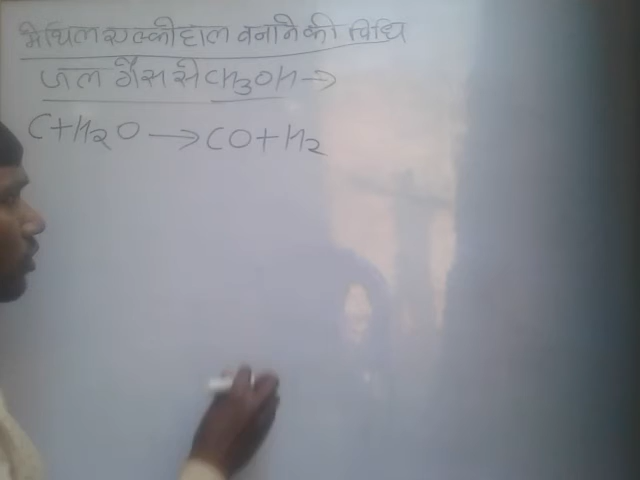 मेथिल एल्कोहाल बनाने की विधि
जल गैस से CH3OH →
C+H2O → CO+H2